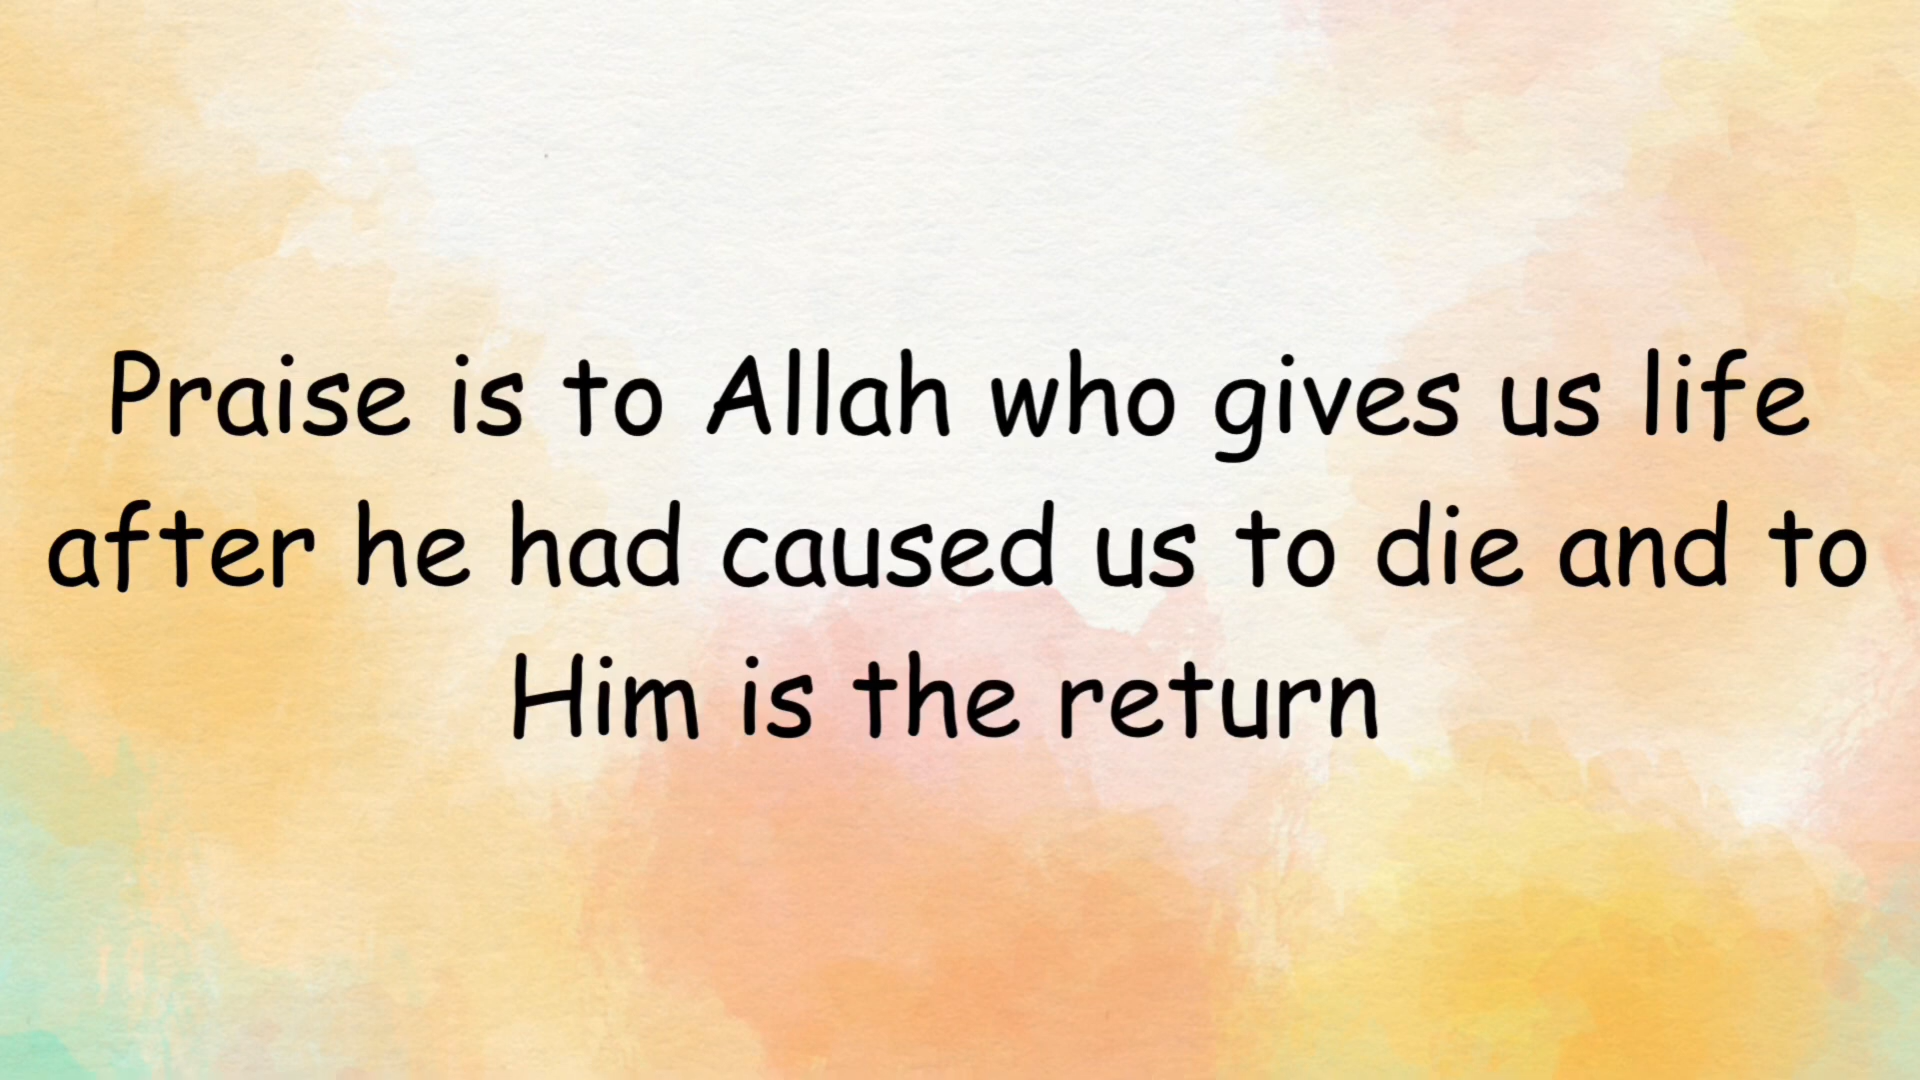 Praise is to Allah who gives us life
after he had caused us to die and to
Him is the return